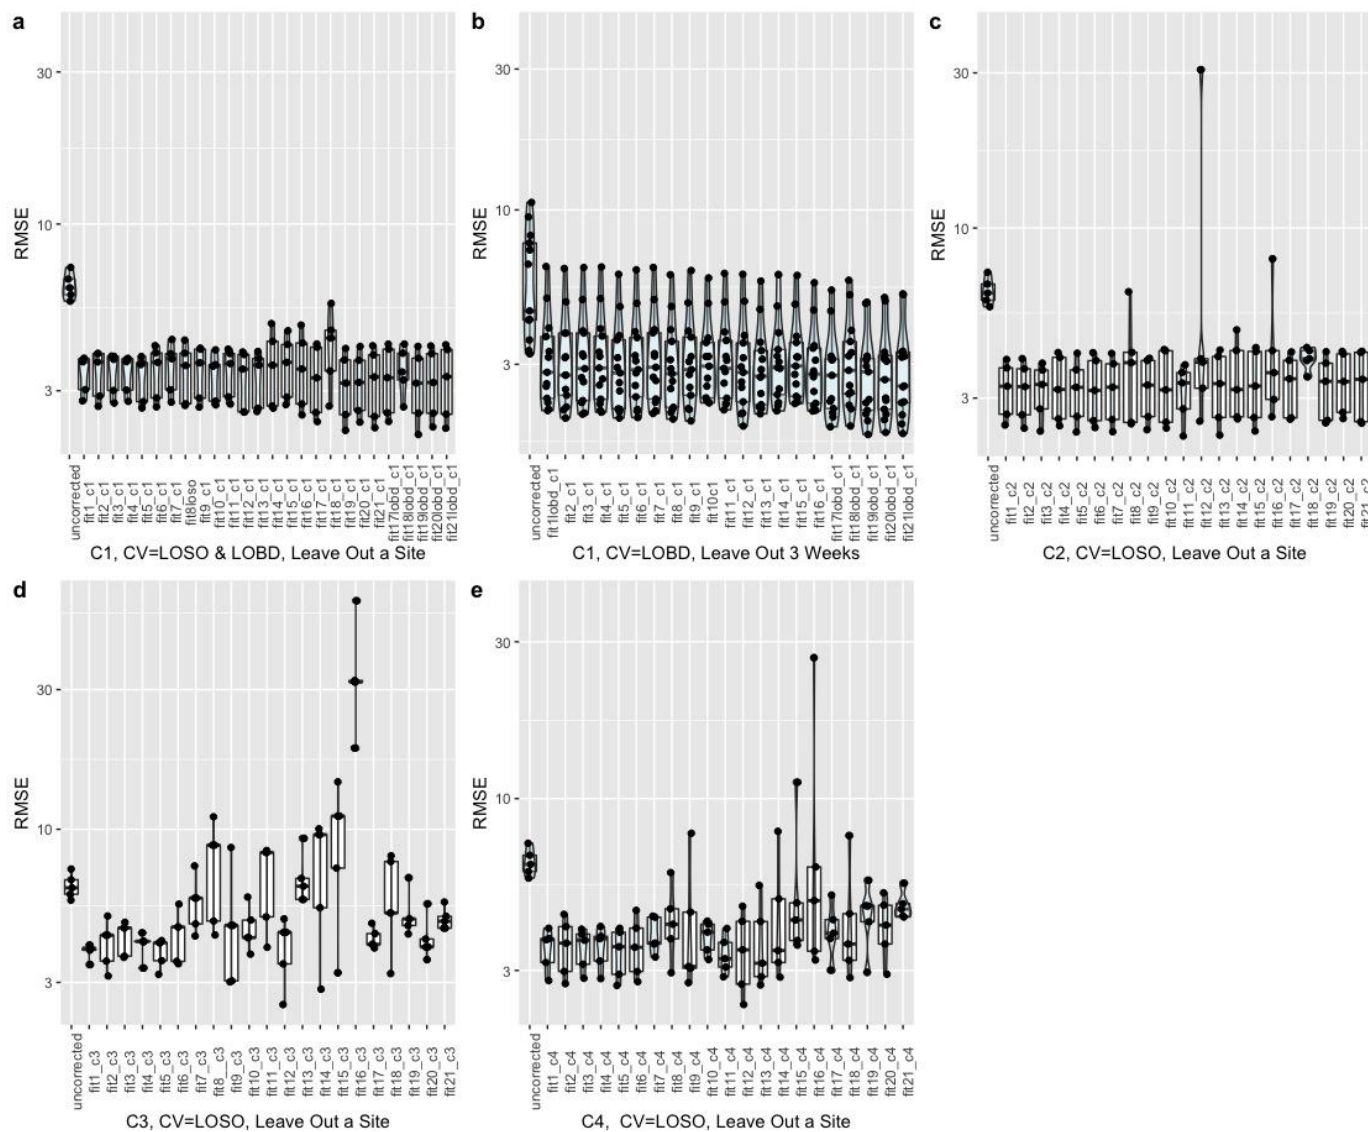 a
RMSE
30
10
3
uncorrected
fit1_c1
fit2_c1
fit3_c1
fit4_c1
fit5_c1
fit6_c1
fit7_c1
fit8loso
fit9_c1
fit10_c1
fit11_c1
fit12_c1
fit13_c1
fit14_c1
fit15_c1
fit16_c1
fit17_c1
fit18_c1
fit19_c1
fit20_c1
fit21_c1
fit17lobd_c1
fit18lobd_c1
fit19lobd_c1
fit20lobd_c1
fit21lobd_c1
C1, CV=LOSO & LOBD, Leave Out a Site
b
RMSE
30
10
3
uncorrected
fit1lobd_c1
fit2_c1
fit3_c1
fit4_c1
fit5_c1
fit6_c1
fit7_c1
fit8_c1
fit9_c1
fit10c1
fit11_c1
fit12_c1
fit13_c1
fit14_c1
fit15_c1
fit16_c1
fit17lobd_c1
fit18lobd_c1
fit19lobd_c1
fit20lobd_c1
fit21lobd_c1
C1, CV=LOBD, Leave Out 3 Weeks
c
RMSE
30
10
3
uncorrected
fit1_c2
fit2_c2
fit3_c2
fit4_c2
fit5_c2
fit6_c2
fit7_c2
fit8_c2
fit9_c2
fit10_c2
fit11_c2
fit12_c2
fit13_c2
fit14_c2
fit15_c2
fit16_c2
fit17_c2
fit18_c2
fit19_c2
fit20_c2
fit21_c2
C2, CV=LOSO, Leave Out a Site
d
RMSE
30
10
3
uncorrected
fit1_c3
fit2_c3
fit3_c3
fit4_c3
fit5_c3
fit6_c3
fit7_c3
fit8__c3
fit9_c3
fit10_c3
fit11_c3
fit12_c3
fit13_c3
fit14_c3
fit15_c3
fit16_c3
fit17_c3
fit18_c3
fit19_c3
fit20_c3
fit21_c3
C3, CV=LOSO, Leave Out a Site
e
RMSE
30
10
3
uncorrected
fit1_c4
fit2_c4
fit3_c4
fit4_c4
fit5_c4
fit6_c4
fit7_c4
fit8_c4
fit9_c4
fit10_c4
fit11_c4
fit12_c4
fit13_c4
fit14_c4
fit15_c4
fit16_c4
fit17_c4
fit18_c4
fit19_c4
fit20_c4
fit21_c4
C4, CV=LOSO, Leave Out a Site